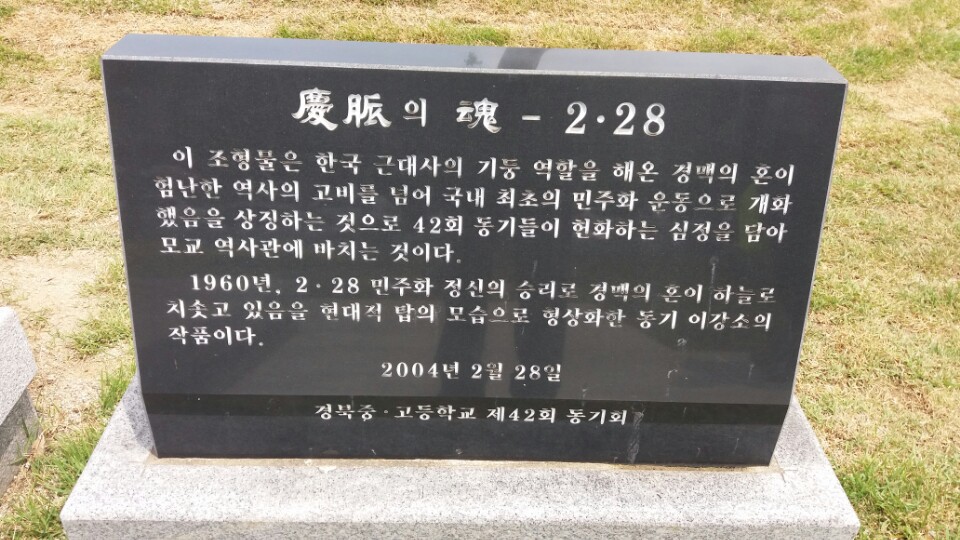 慶脈의 魂 - 2·28
이 조형물은 한국 근대사의 기둥 역할을 해온 경맥의 혼이
험난한 역사의 고비를 넘어 국내 최초의 민주화 운동으로 개화
했음을 상징하는 것으로 42회 동기들이 헌화하는 심정을 담아
모교 역사관에 바치는 것이다.
1960년, 2·28 민주화 정신의 승리로 경맥의 혼이 하늘로
치솟고 있음을 현대적 탑의 모습으로 형상화한 동기 이강소의
작품이다.
2004년 2월 28일
경북중·고등학교 제42회 동기회